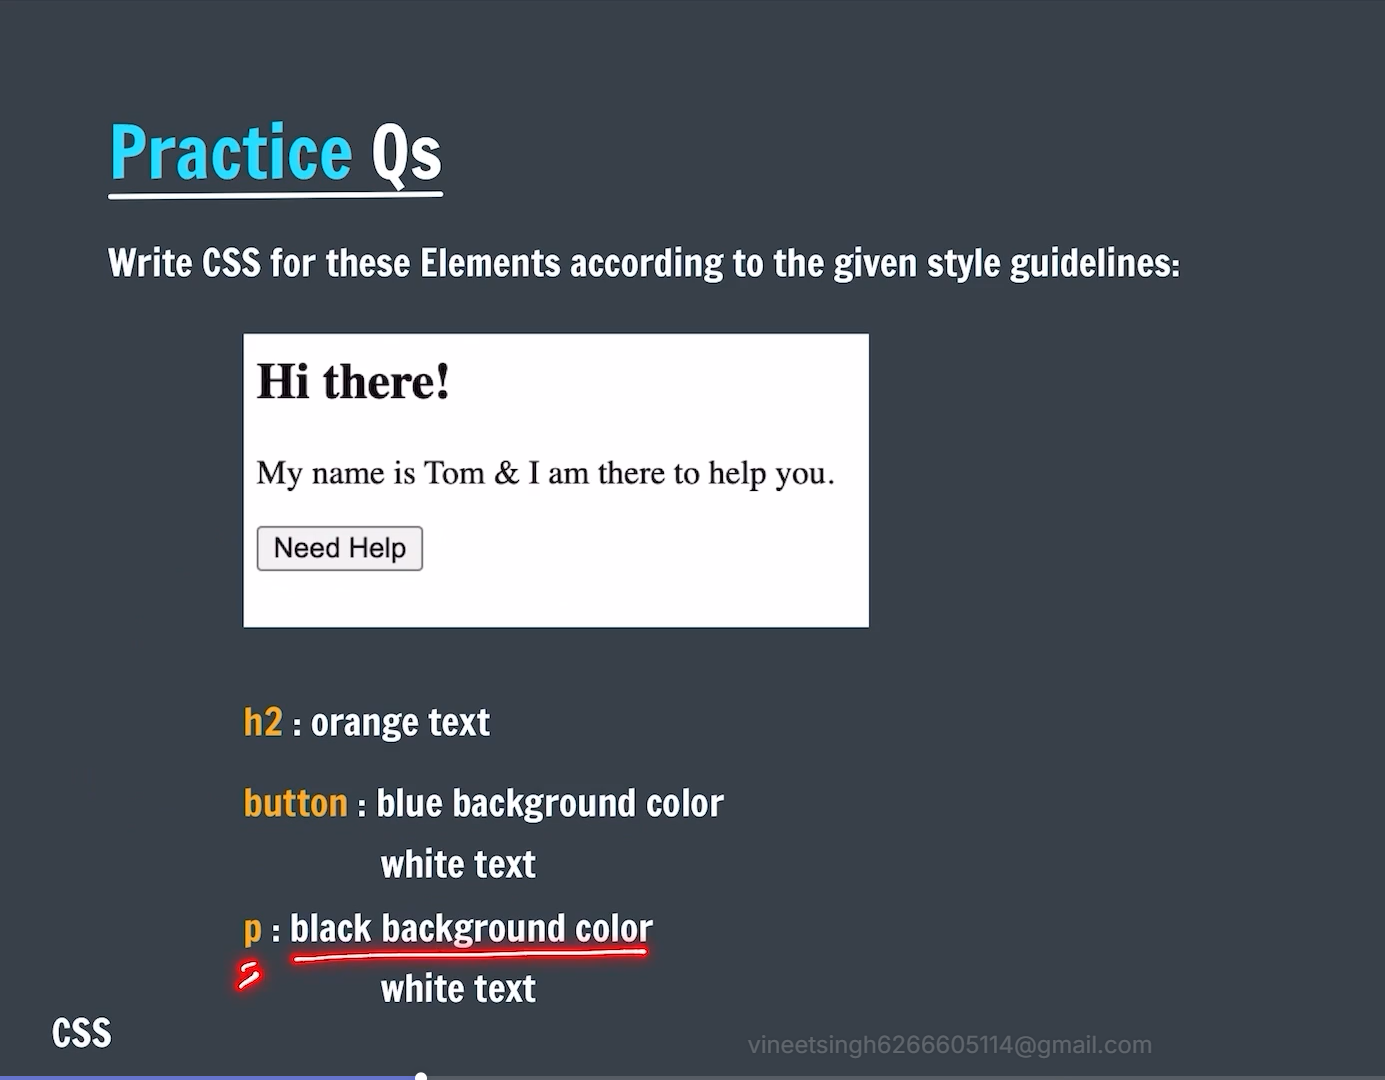 Practice Qs
Write CSS for these Elements according to the given style guidelines:
Hi there!
My name is Tom & I am there to help you.
Need Help
h2 : orange text
button : blue background color
white text
p : black background color
white text
CSS
vineetsingh6266605114@gmail.com